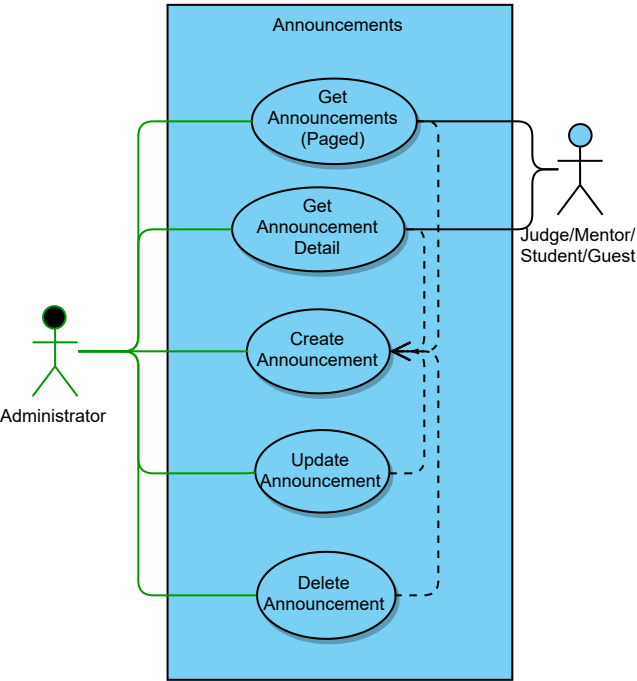 Announcements
Get
Announcements
(Paged)
Get
Announcement
Detail
Judge/Mentor/
Student/Guest
Create
Announcement
Administrator
Update
Announcement
Delete
Announcement